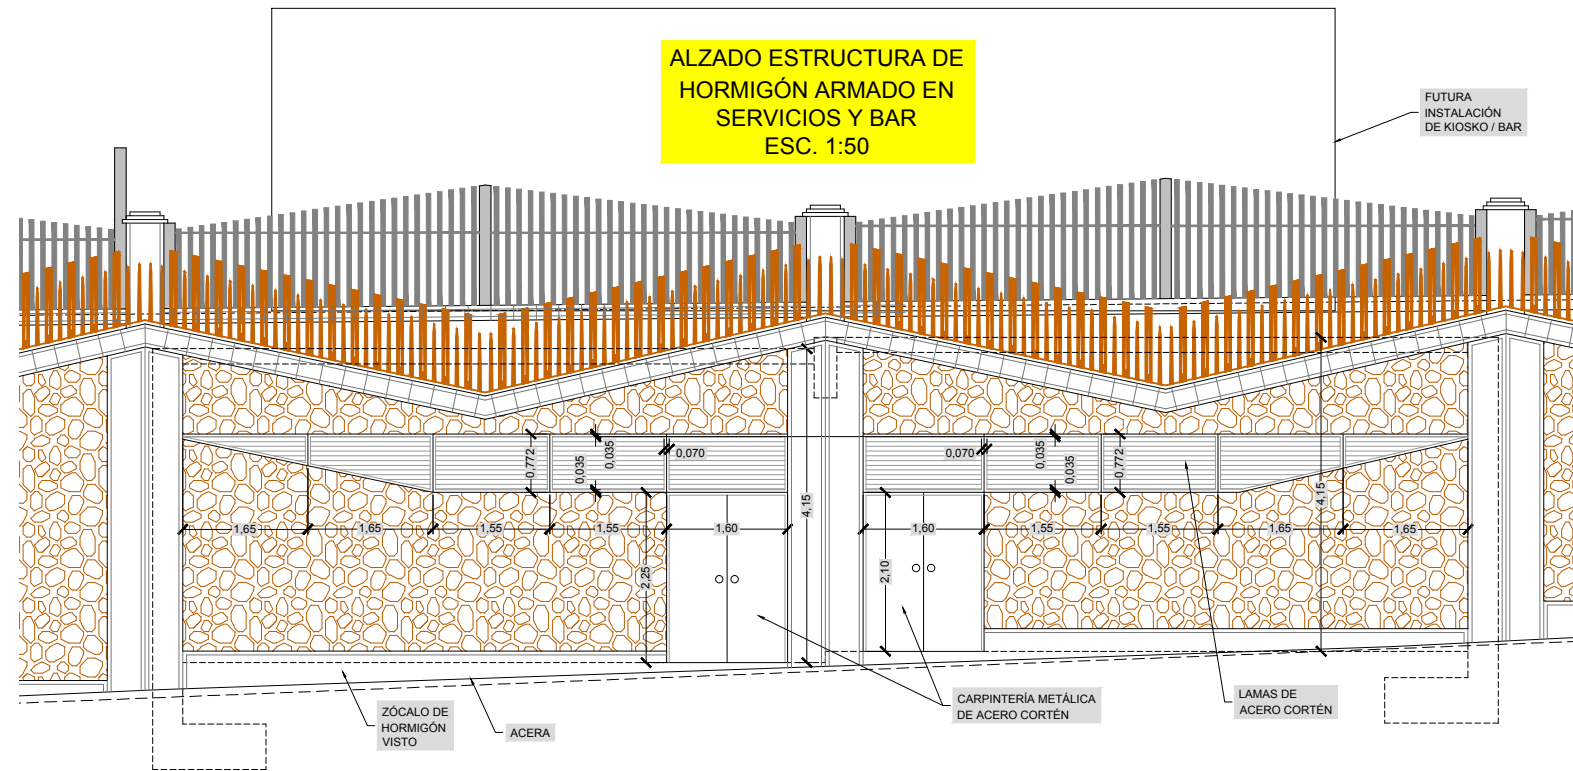 ALZADO ESTRUCTURA DE
HORMIGÓN ARMADO EN
SERVICIOS Y BAR
ESC. 1:50
FUTURA
INSTALACIÓN
DE KIOSKO / BAR
0,772
0,035
0,035
0,070
0,070
0,035
0,035
0,772
4,15
4,15
1,65
1,65
1,55
1,55
1,60
1,60
1,55
1,55
1,65
1,65
2,25
2,10
ZÓCALO DE
HORMIGÓN
VISTO
ACERA
CARPINTERÍA METÁLICA
DE ACERO CORTÉN
LAMAS DE
ACERO CORTÉN